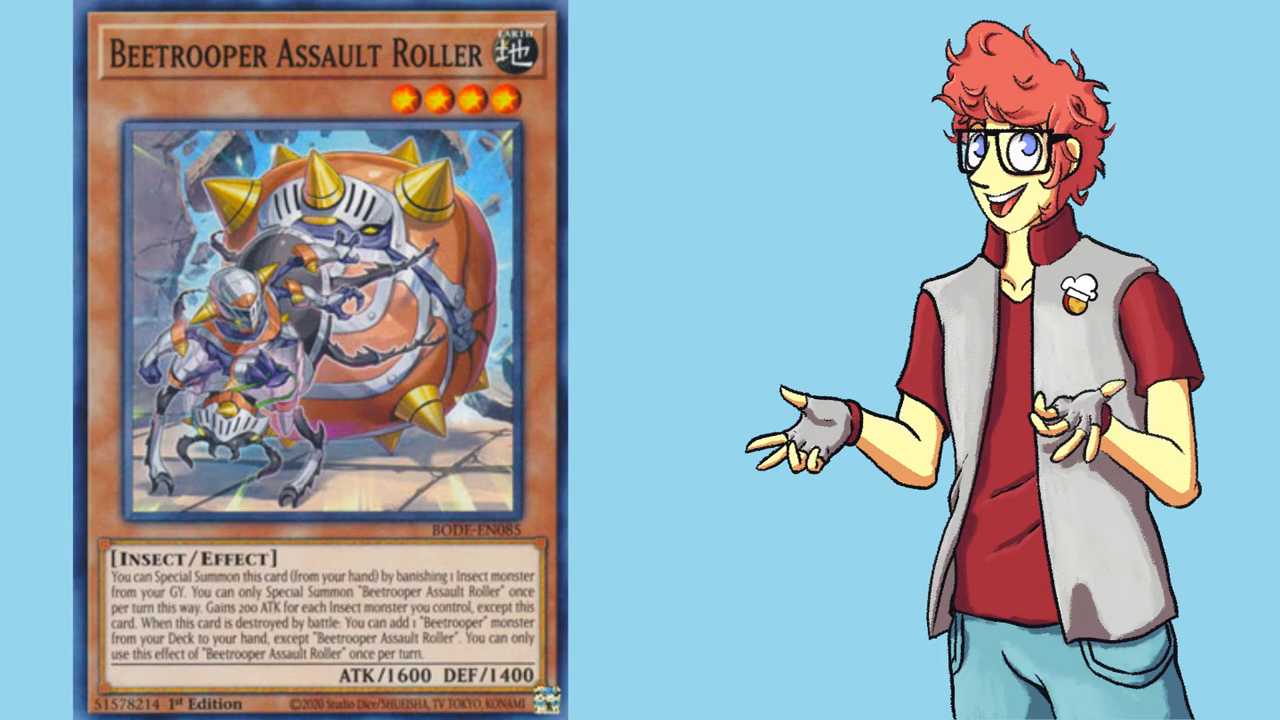 BEETROOPER ASSAULT ROLLER
EARTH
地
BODE-EN085
[INSECT/EFFECT]
You can Special Summon this card (from your hand) by banishing 1 Insect monster
from your GY. You can only Special Summon "Beetrooper Assault Roller" once
per turn this way. Gains 200 ATK for each Insect monster you control, except this
card. When this card is destroyed by battle: You can add 1 "Beetrooper" monster
from your Deck to your hand, except "Beetrooper Assault Roller". You can only
use this effect of "Beetrooper Assault Roller" once per turn.
ATK/1600 DEF/1400
51578214 1st Edition ©2020 Studio Dice/SHUEISHA, TV TOKYO, KONAMI